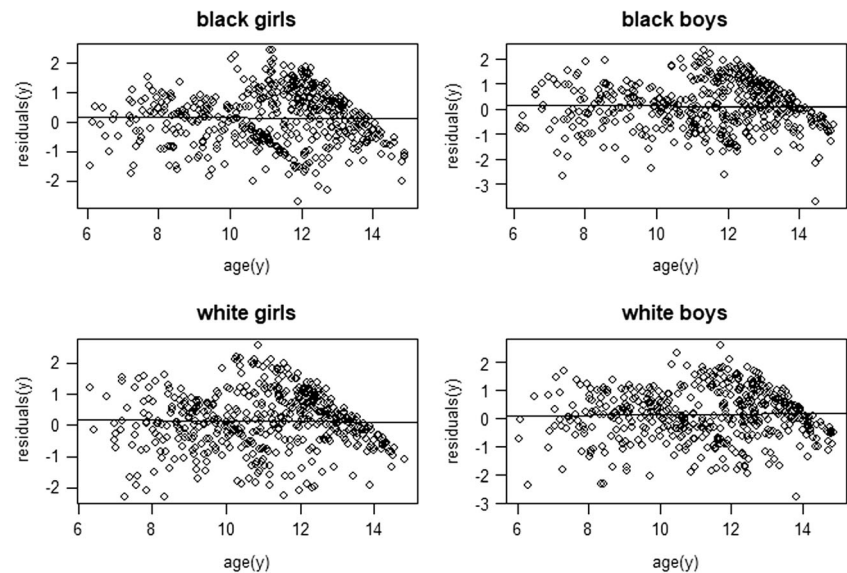 black girls
residuals(y)
2
1
0
-1
-2
6 8 10 12 14
age(y)
black boys
residuals(y)
2
1
0
-1
-2
-3
6 8 10 12 14
age(y)
white girls
residuals(y)
2
1
0
-1
-2
6 8 10 12 14
age(y)
white boys
residuals(y)
2
1
0
-1
-2
-3
6 8 10 12 14
age(y)